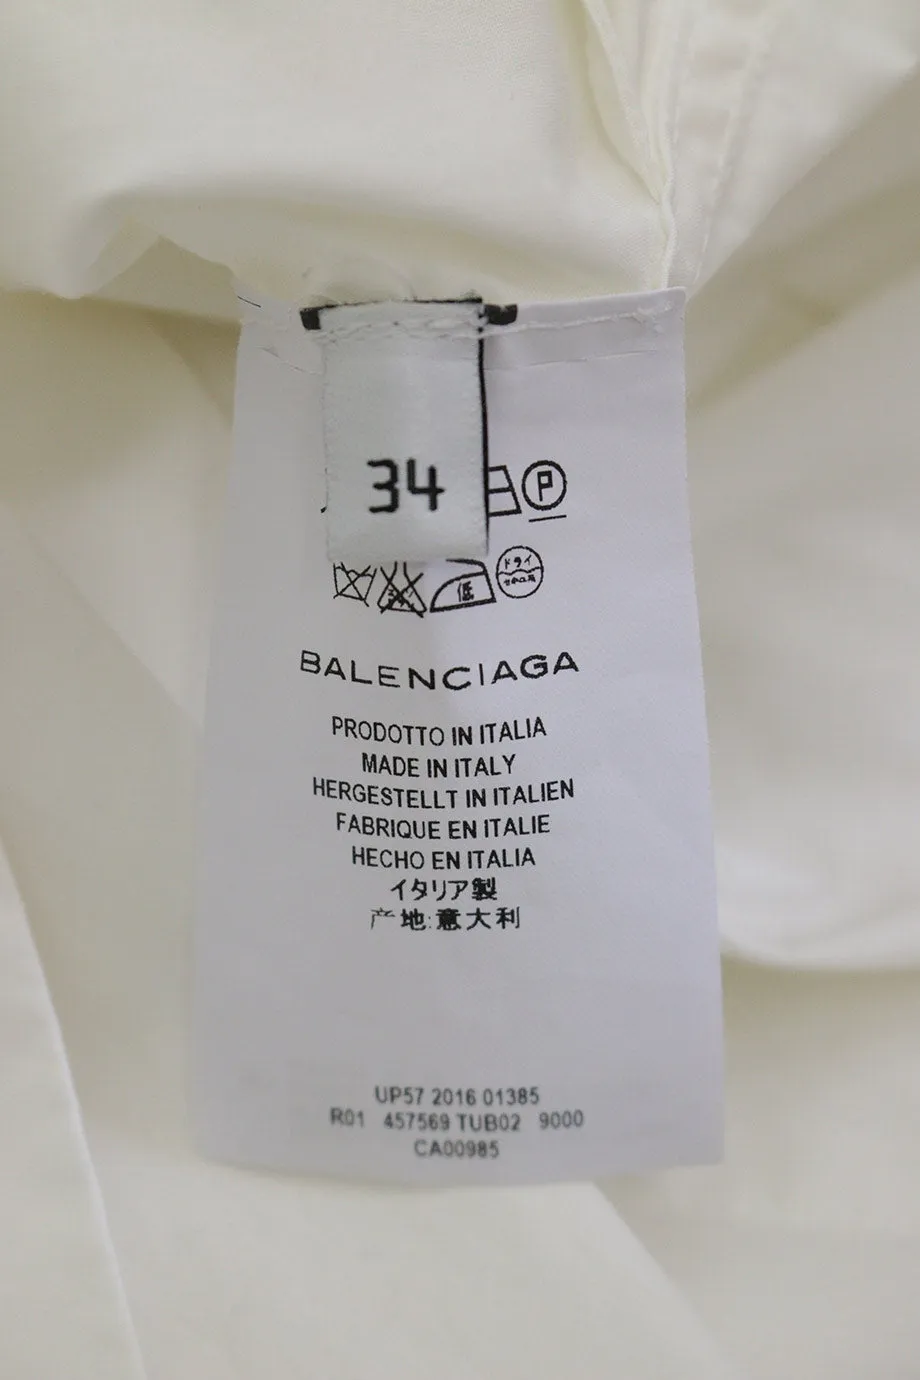 34
P
低
ドライ
BALENCIAGA
PRODOTTO IN ITALIA
MADE IN ITALY
HERGESTELLT IN ITALIEN
FABRIQUE EN ITALIE
HECHO EN ITALIA
イタリア製
产地:意大利
UP57 2016 01385
R01 457569 TUB02 9000
CA00985